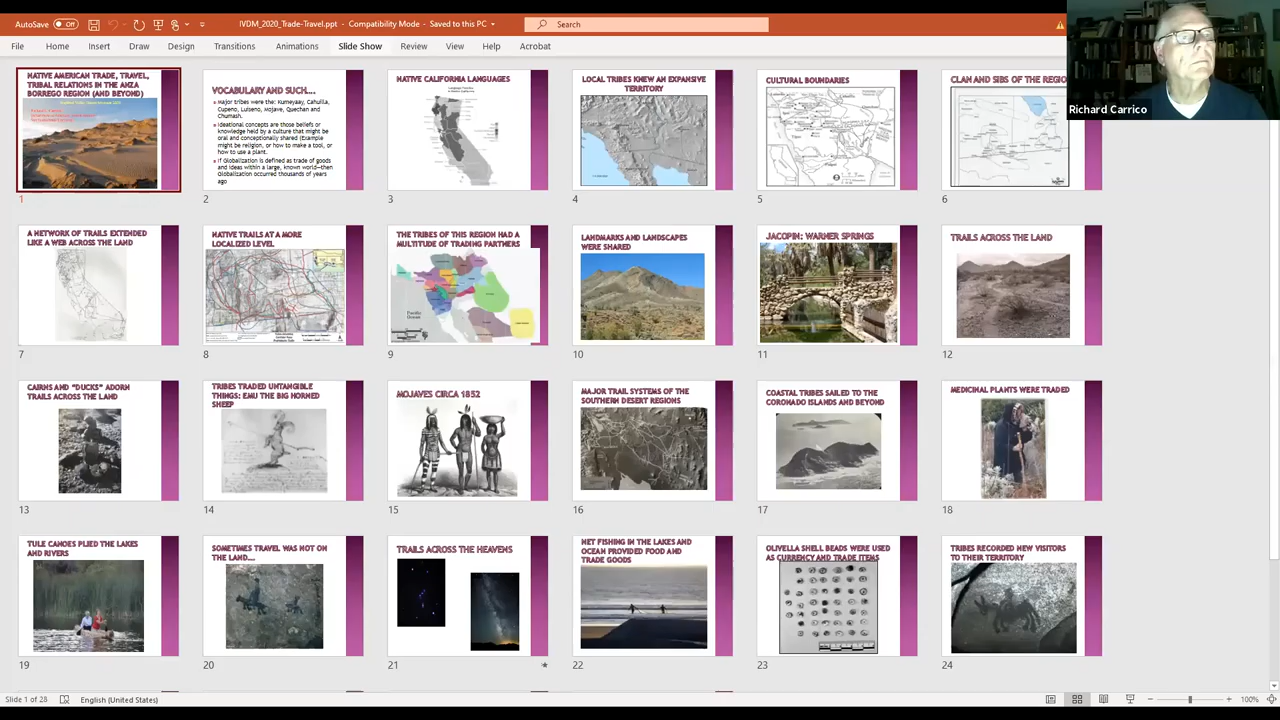 AutoSave
Off
IVDM_2020_Trade-Travel.ppt - Compatibility Mode - Saved to this PC
Search
File Home Insert Draw Design Transitions Animations Slide Show Review View Help Acrobat
Richard Carrico
NATIVE AMERICAN TRADE, TRAVEL,
TRIBAL RELATIONS IN THE ANZA
BORREGO REGION (AND BEYOND)
1
VOCABULARY AND SUCH...
Major tribes were the: Kumeyaay, Cahuilla,
Cupeno, Luiseno, Mojave, Quechan and
Chumash.
Ideational concepts are those beliefs or
knowledge held by a culture that might be
oral and conceptually shared (Example
might be religion, or how to make a tool, or
how to use a plant.
If Globalization is defined as trade of goods
and ideas within a large, known world—then
Globalization occurred thousands of years
ago
2
NATIVE CALIFORNIA LANGUAGES
3
LOCAL TRIBES KNEW AN EXPANSIVE
TERRITORY
4
CULTURAL BOUNDARIES
5
CLAN AND SIBS OF THE REGIO
6
A NETWORK OF TRAILS EXTENDED
LIKE A WEB ACROSS THE LAND
7
NATIVE TRAILS AT A MORE
LOCALIZED LEVEL
8
THE TRIBES OF THIS REGION HAD A
MULTITUDE OF TRADING PARTNERS
Pacific
Ocean
9
LANDMARKS AND LANDSCAPES
WERE SHARED
10
JACOPIN: WARNER SPRINGS
11
TRAILS ACROSS THE LAND
12
CAIRNS AND "DUCKS" ADORN
TRAILS ACROSS THE LAND
13
TRIBES TRADED UNTANGIBLE
THINGS: EMU THE BIG HORNED
SHEEP
14
MOJAVES CIRCA 1852
15
MAJOR TRAIL SYSTEMS OF THE
SOUTHERN DESERT REGIONS
16
COASTAL TRIBES SAILED TO THE
CORONADO ISLANDS AND BEYOND
17
MEDICINAL PLANTS WERE TRADED
18
TULE CANOES PLIED THE LAKES
AND RIVERS
19
SOMETIMES TRAVEL WAS NOT ON
THE LAND....
20
TRAILS ACROSS THE HEAVENS
21
NET FISHING IN THE LAKES AND
OCEAN PROVIDED FOOD AND
TRADE GOODS
22
OLIVELLA SHELL BEADS WERE USED
AS CURRENCY AND TRADE ITEMS
23
TRIBES RECORDED NEW VISITORS
TO THEIR TERRITORY
24
Slide 1 of 28
English (United States)
100%